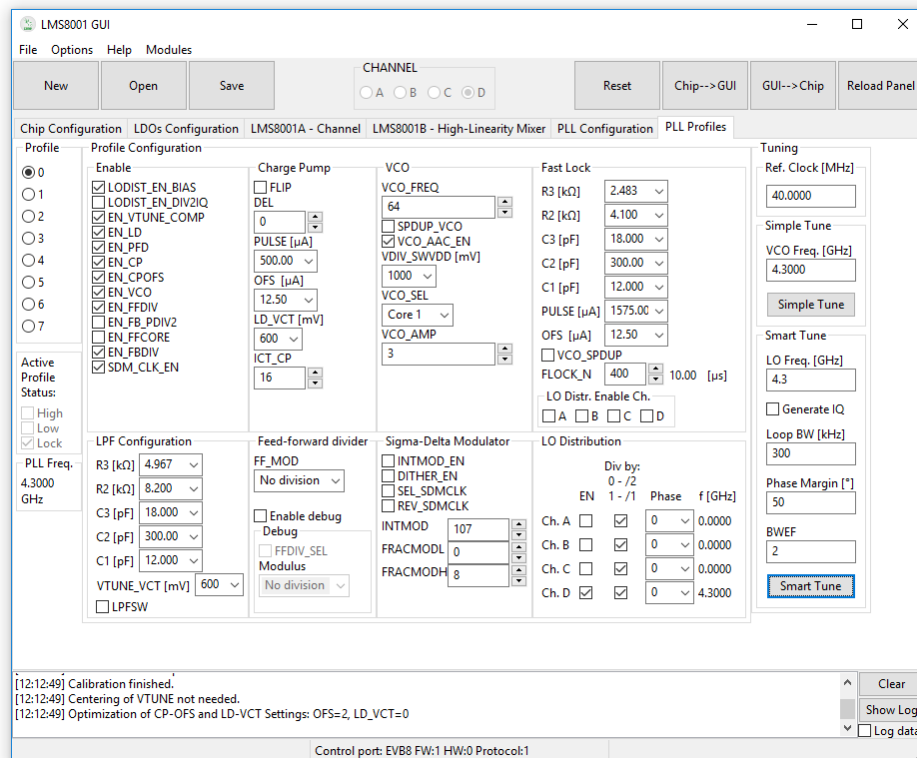 LMS8001 GUI
File Options Help Modules
New Open Save
CHANNEL
A B C D
Reset Chip-->GUI GUI-->Chip Reload Panel
Chip Configuration LDOs Configuration LMS8001A - Channel LMS8001B - High-Linearity Mixer PLL Configuration PLL Profiles
Profile
0
1
2
3
4
5
6
7
Active
Profile
Status:
High
Low
Lock
PLL Freq.
4.3000
GHz
Profile Configuration
Enable
LODIST_EN_BIAS
LODIST_EN_DIV2IQ
EN_VTUNE_COMP
EN_LD
EN_PFD
EN_CP
EN_CPOFS
EN_VCO
EN_FFDIV
EN_FB_PDIV2
EN_FFCORE
EN_FBDIV
SDM_CLK_EN
Charge Pump
FLIP
DEL
0
PULSE [µA]
500.00
OFS [µA]
12.50
LD_VCT [mV]
600
ICT_CP
16
VCO
VCO_FREQ
64
SPDUP_VCO
VCO_AAC_EN
VDIV_SWVDD [mV]
1000
VCO_SEL
Core 1
VCO_AMP
3
Fast Lock
R3 [kΩ] 2.483
R2 [kΩ] 4.100
C3 [pF] 18.000
C2 [pF] 300.00
C1 [pF] 12.000
PULSE [µA] 1575.00
OFS [µA] 12.50
VCO_SPDUP
FLOCK_N 400 10.00 [µs]
LO Distr. Enable Ch.
A B C D
LPF Configuration
R3 [kΩ] 4.967
R2 [kΩ] 8.200
C3 [pF] 18.000
C2 [pF] 300.00
C1 [pF] 12.000
VTUNE_VCT [mV] 600
LPFSW
Feed-forward divider
FF_MOD
No division
Enable debug
Debug
FFDIV_SEL
Modulus
No division
Sigma-Delta Modulator
INTMOD_EN
DITHER_EN
SEL_SDMCLK
REV_SDMCLK
INTMOD 107
FRACMODL 0
FRACMODH 8
LO Distribution
Div by:
0 - /2
EN 1 - /1 Phase f [GHz]
Ch. A 0 0.0000
Ch. B 0 0.0000
Ch. C 0 0.0000
Ch. D 0 4.3000
Tuning
Ref. Clock [MHz]
40.0000
Simple Tune
VCO Freq. [GHz]
4.3000
Simple Tune
Smart Tune
LO Freq. [GHz]
4.3
Generate IQ
Loop BW [kHz]
300
Phase Margin [°]
50
BWEF
2
Smart Tune
[12:12:49] Calibration finished.
[12:12:49] Centering of VTUNE not needed.
[12:12:49] Optimization of CP-OFS and LD-VCT Settings: OFS=2, LD_VCT=0
Clear
Show Log
Log data
Control port: EVB8 FW:1 HW:0 Protocol:1